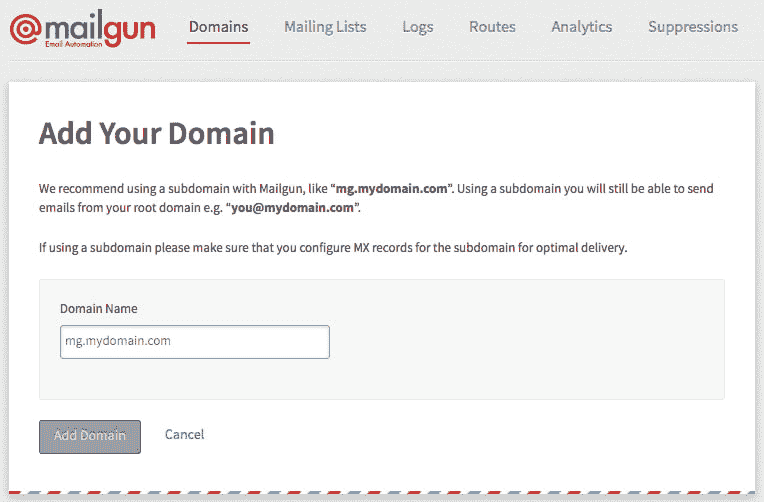 @mailgun
Email Automation
Domains Mailing Lists Logs Routes Analytics Suppressions
Add Your Domain
We recommend using a subdomain with Mailgun, like “mg.mydomain.com”. Using a subdomain you will still be able to send
emails from your root domain e.g. “you@mydomain.com”.
If using a subdomain please make sure that you configure MX records for the subdomain for optimal delivery.
Domain Name
mg.mydomain.com
Add Domain Cancel